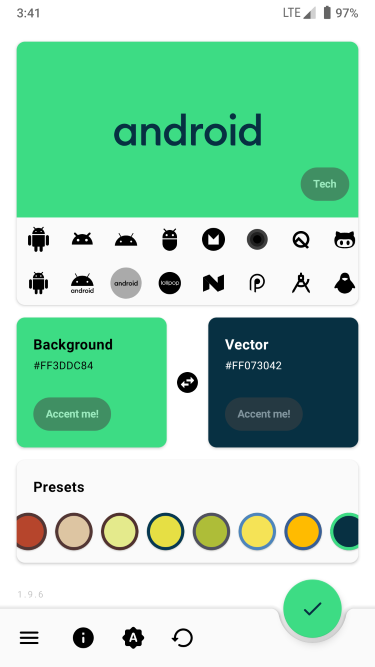 3:41
LTE
97%
android
Tech
android
android
lollipop
Background
#FF3DDC84
Accent me!
Vector
#FF073042
Accent me!
Presets
1.9.6
A